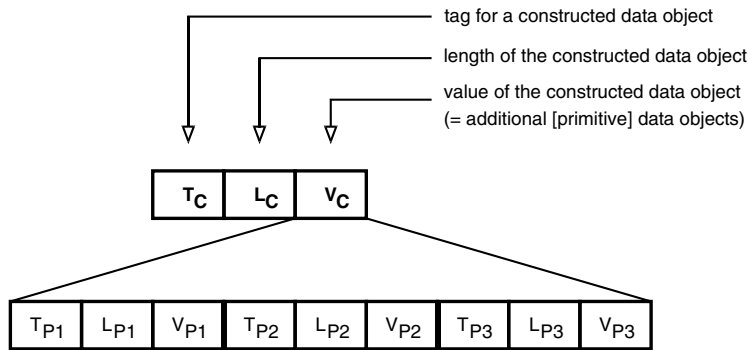 tag for a constructed data object
length of the constructed data object
value of the constructed data object
(= additional [primitive] data objects)
TC LC VC
TP1 LP1 VP1 TP2 LP2 VP2 TP3 LP3 VP3